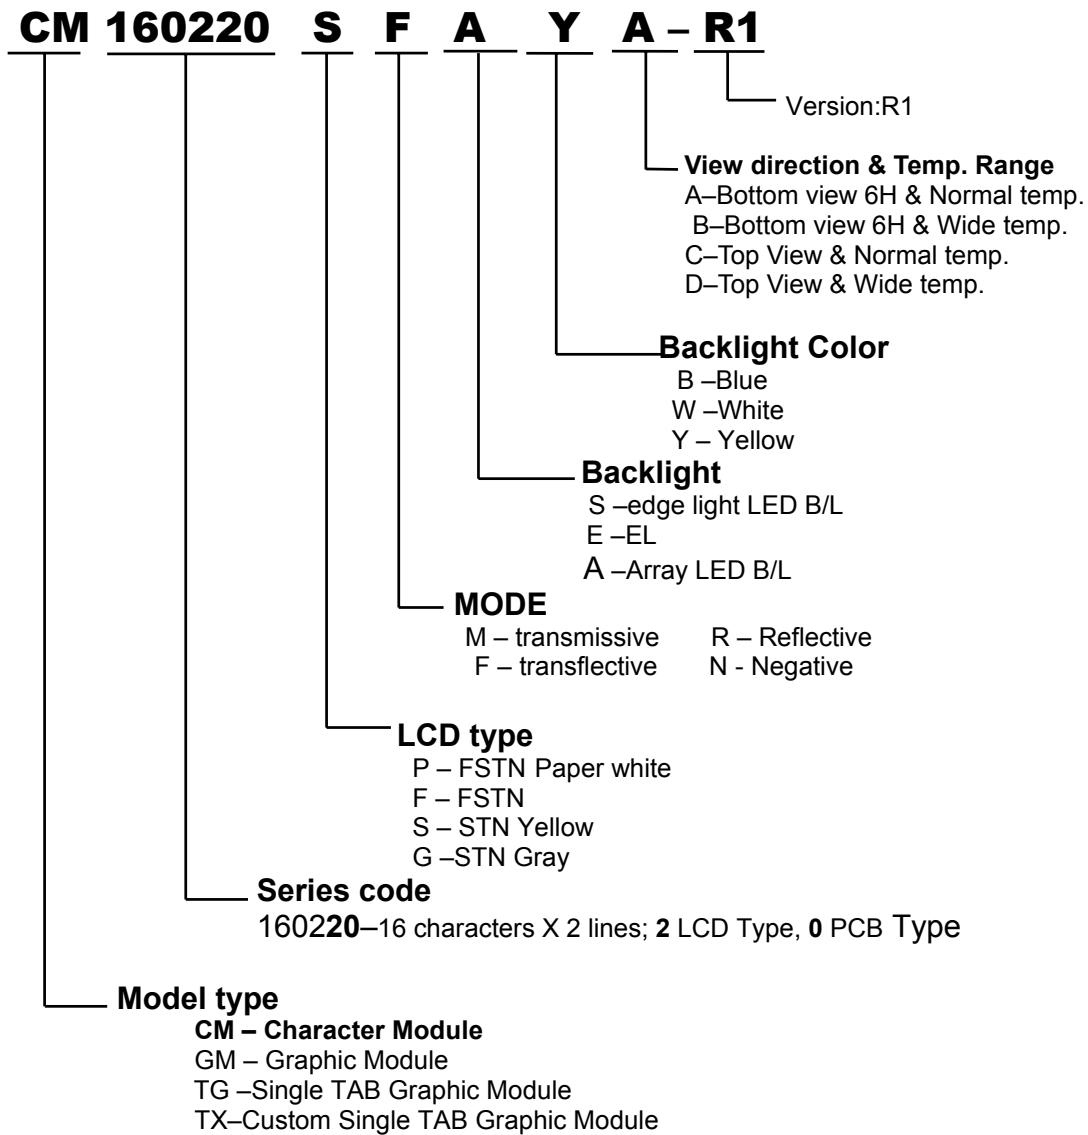 CM 160220 S F A Y A – R1
Version:R1
View direction & Temp. Range
A–Bottom view 6H & Normal temp.
B–Bottom view 6H & Wide temp.
C–Top View & Normal temp.
D–Top View & Wide temp.
Backlight Color
B –Blue
W –White
Y – Yellow
Backlight
S –edge light LED B/L
E –EL
A –Array LED B/L
MODE
M – transmissive R – Reflective
F – transflective N - Negative
LCD type
P – FSTN Paper white
F – FSTN
S – STN Yellow
G –STN Gray
Series code
160220–16 characters X 2 lines; 2 LCD Type, 0 PCB Type
Model type
CM – Character Module
GM – Graphic Module
TG –Single TAB Graphic Module
TX–Custom Single TAB Graphic Module